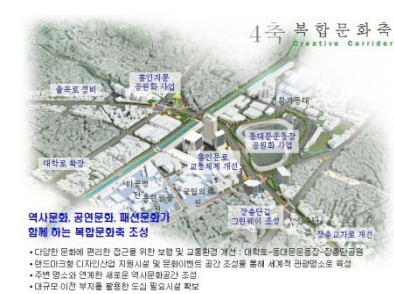 4축 복합문화축
Creative Corridor
흥인지문
공원화 사업
율곡로 정비
동대문운동장
공원화 사업
대학로 확장
흥인문로
교통체계 개선
국립의료원
장충단길
그린웨이 조성
장충교차로 개선
역사문화, 공연문화, 패션문화가
함께 하는 복합문화축 조성
• 다양한 문화에 편리한 접근을 위한 보행 및 교통환경 개선 : 대학로-동대문운동장-장충단공원
• 랜드마크형 디자인산업 지원시설 및 문화이벤트 공간 조성을 통해 세계적 관광명소로 육성
• 주변 명소와 연계한 새로운 역사문화공간 조성
• 대규모 이전 부지를 활용한 도심 필요시설 확보